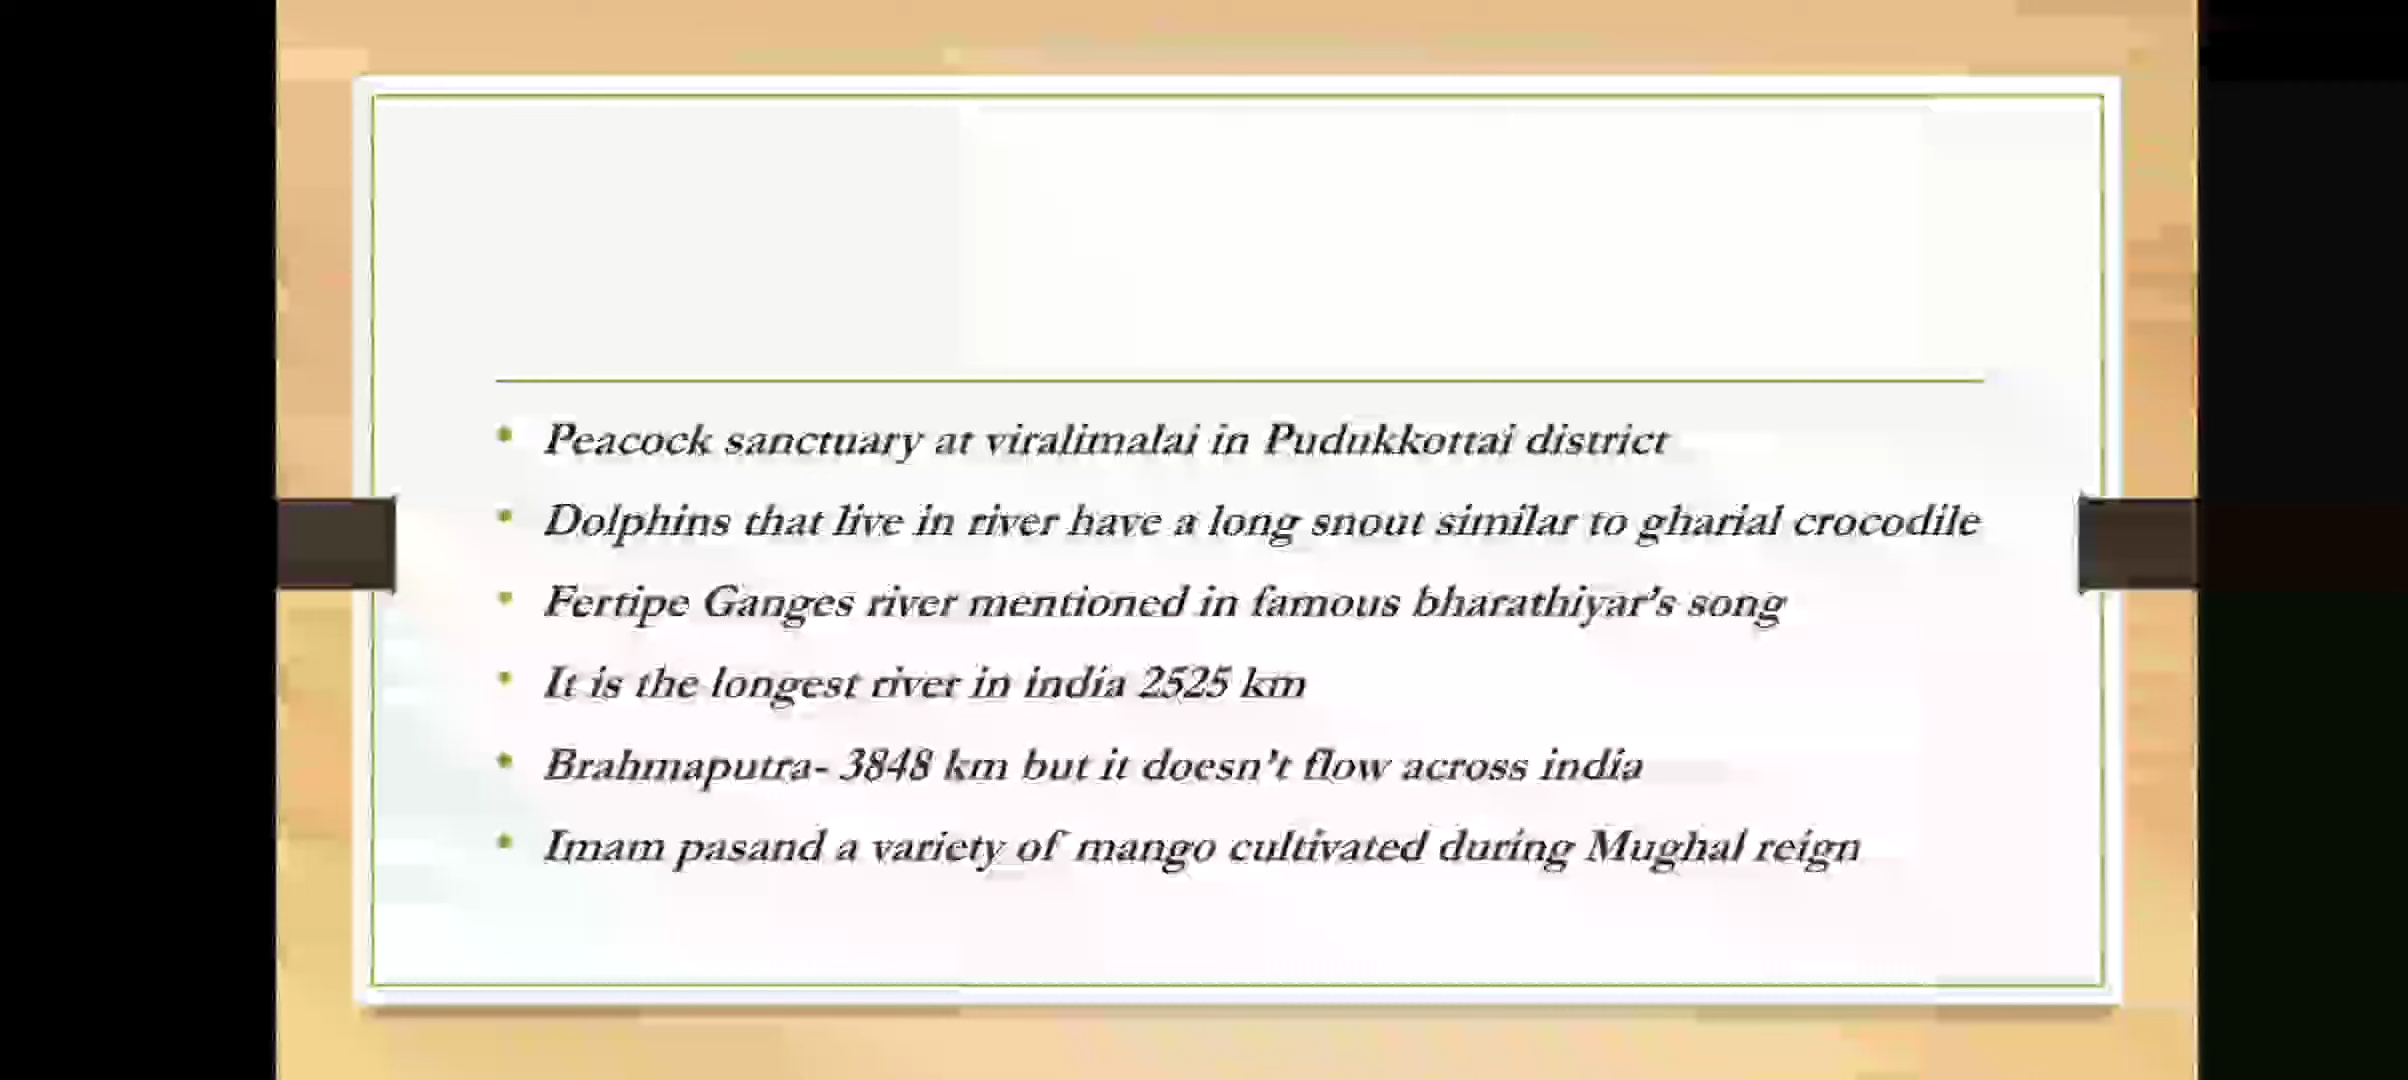 • Peacock sanctuary at viralimalai in Pudukkottai district
• Dolphins that live in river have a long snout similar to gharial crocodile
• Fertipe Ganges river mentioned in famous bharathiyar's song
• It is the longest river in india 2525 km
• Brahmaputra- 3848 km but it doesn't flow across india
• Imam pasand a variety of mango cultivated during Mughal reign